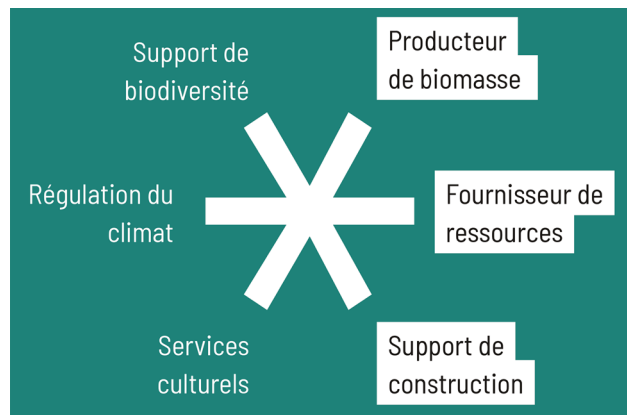 Support de
biodiversité
Producteur
de biomasse
Régulation du
climat
Fournisseur de
ressources
Services
culturels
Support de
construction